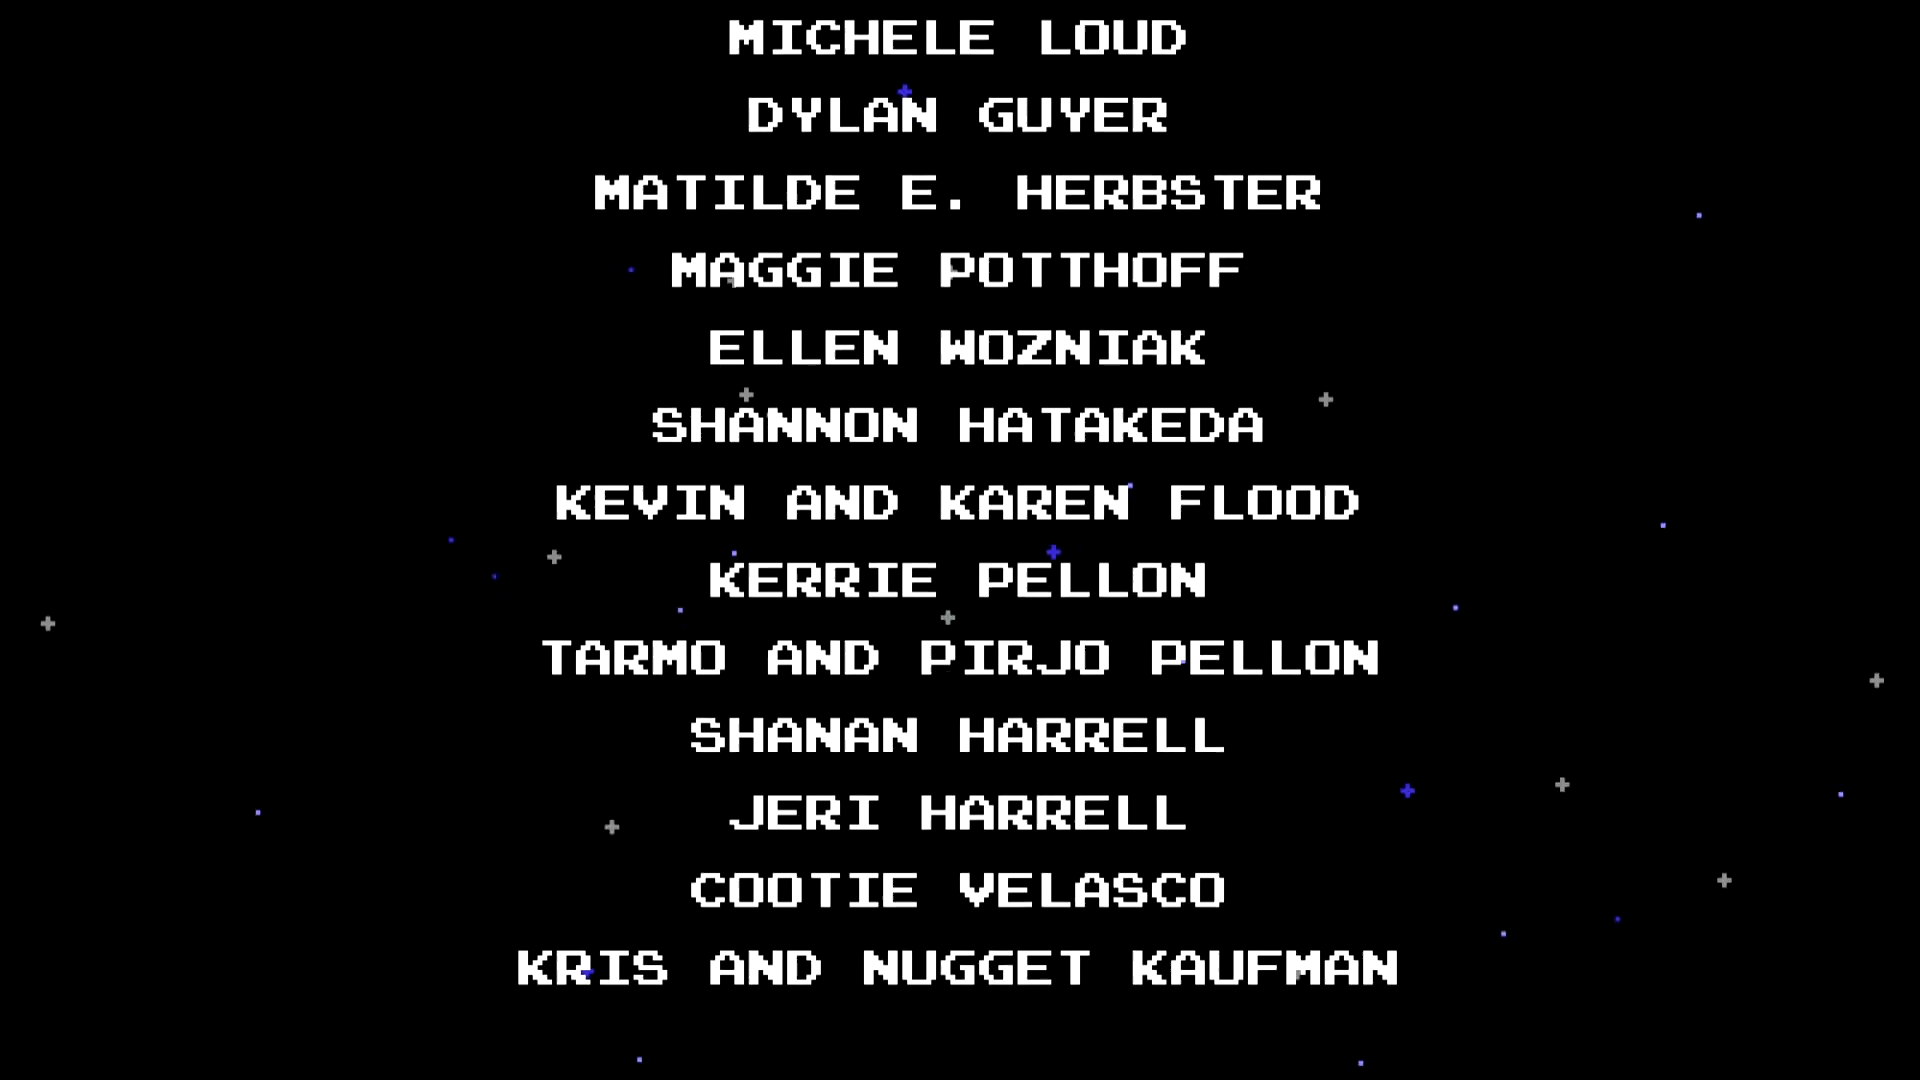 MICHELE LOUD
DYLAN GUYER
MATILDE E. HERBSTER
MAGGIE POTTHOFF
ELLEN WOZNIAK
SHANNON HATAKEDA
KEVIN AND KAREN FLOOD
KERRIE PELLON
TARMO AND PIRJO PELLON
SHANAN HARRELL
JERI HARRELL
COOTIE VELASCO
KRIS AND NUGGET KAUFMAN